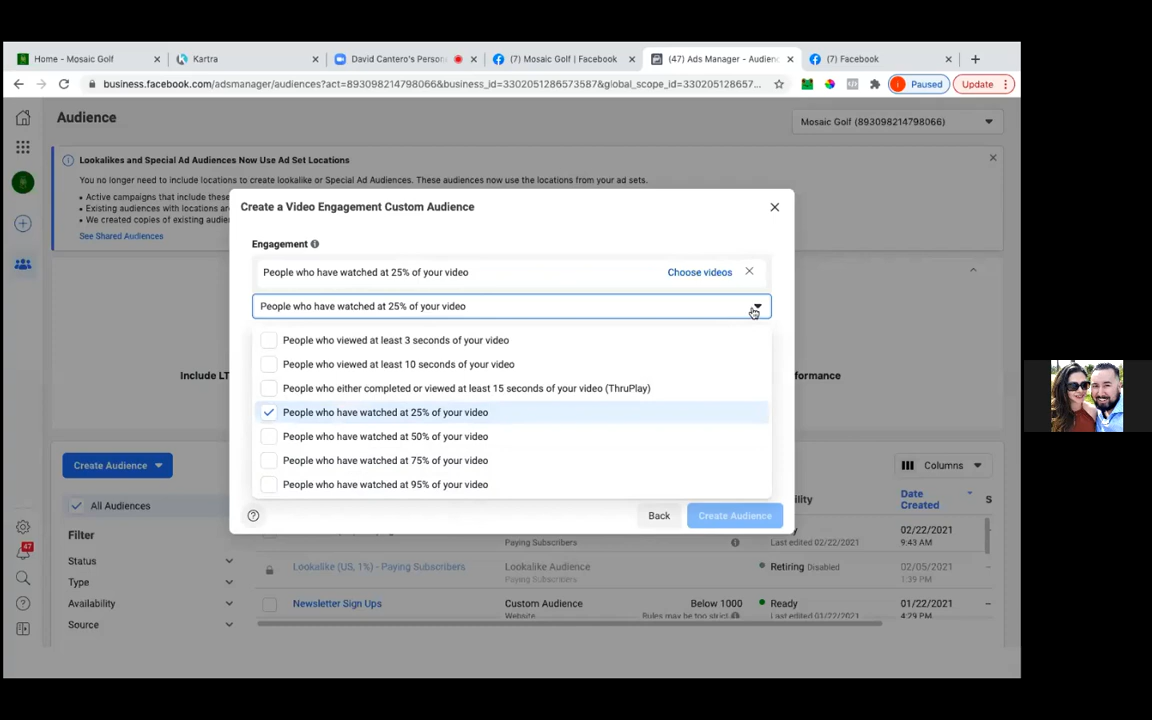 Home - Mosaic Golf
Kartra
David Cantero's Persona
(7) Mosaic Golf | Facebook
(47) Ads Manager - Audienc
(7) Facebook
business.facebook.com/adsmanager/audiences?act=893098214798066&business_id=3302051286573587&global_scope_id=330205128657...
Paused
Update
Audience
Mosaic Golf (893098214798066)
Lookalikes and Special Ad Audiences Now Use Ad Set Locations
You no longer need to include locations to create lookalike or Special Ad Audiences. These audiences now use the locations from your ad sets.
• Active campaigns that include these
• Existing audiences with locations are
• We created copies of existing audien
See Shared Audiences
Create a Video Engagement Custom Audience
Engagement
People who have watched at 25% of your video
Choose videos
People who have watched at 25% of your video
People who viewed at least 3 seconds of your video
People who viewed at least 10 seconds of your video
People who either completed or viewed at least 15 seconds of your video (ThruPlay)
People who have watched at 25% of your video
People who have watched at 50% of your video
People who have watched at 75% of your video
People who have watched at 95% of your video
Back
Create Audience
Include LT
formance
Create Audience
Columns
All Audiences
Date Created
S
Filter
Status
Type
Availability
Source
47
Paying Subscribers
Last edited 02/22/2021
02/22/2021
9:43 AM
Lookalike (US, 1%) - Paying Subscribers
Lookalike Audience
Paying Subscribers
Retiring Disabled
02/05/2021
1:39 PM
Newsletter Sign Ups
Custom Audience
Website
Below 1000
Rules may be too strict
Ready
Last edited 01/22/2021
01/22/2021
4:29 PM